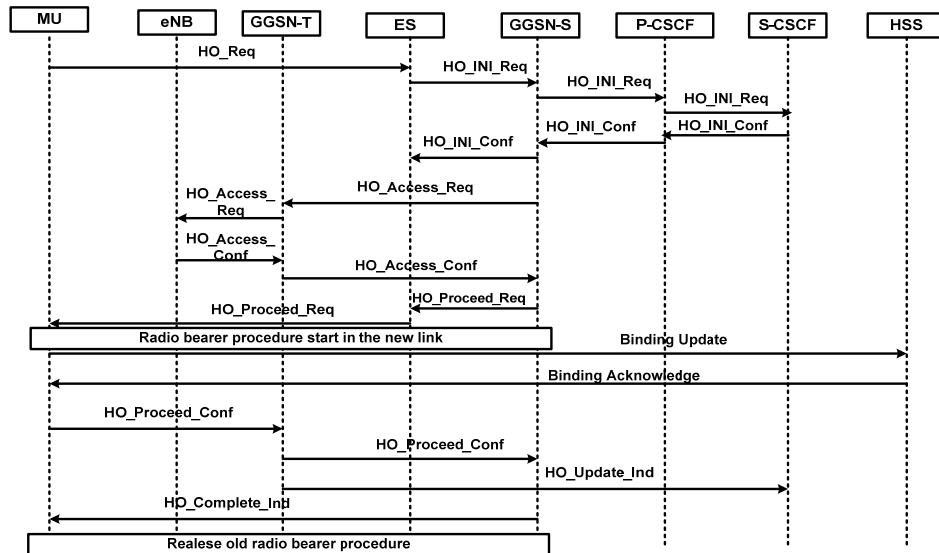 MU
eNB
GGSN-T
ES
GGSN-S
P-CSCF
S-CSCF
HSS
HO_Req
HO_INI_Req
HO_INI_Req
HO_INI_Req
HO_INI_Conf
HO_INI_Conf
HO_INI_Conf
HO_Access_Req
HO_Access_
Req
HO_Access_
Conf
HO_Access_Conf
HO_Proceed_Req
HO_Proceed_Req
Radio bearer procedure start in the new link
Binding Update
Binding Acknowledge
HO_Proceed_Conf
HO_Proceed_Conf
HO_Update_Ind
HO_Complete_Ind
Realese old radio bearer procedure